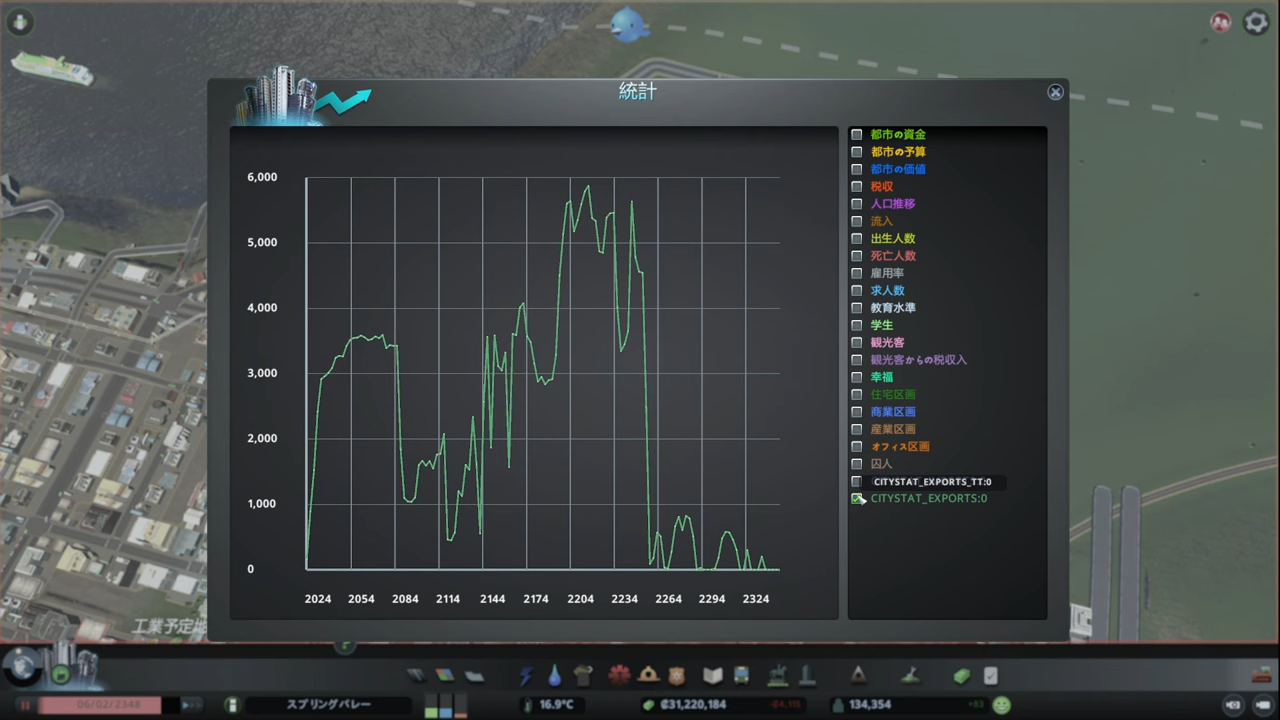 統計
6,000
5,000
4,000
3,000
2,000
1,000
0
2024 2054 2084 2114 2144 2174 2204 2234 2264 2294 2324
都市の資金
都市の予算
都市の価値
税収
人口推移
流入
出生人数
死亡人数
雇用率
求人数
教育水準
学生
観光客
観光客からの税収入
幸福
住宅区画
商業区画
産業区画
オフィス区画
囚人
CITYSTAT_EXPORTS_TT:0
CITYSTAT_EXPORTS:0
工業予定地
06/02/2348 スプリングバレー 16.9°C ₡31,220,184 -₡4,115 134,354 +83